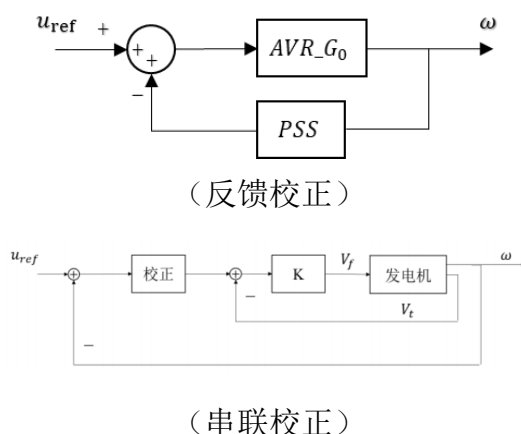 u_ref + ω
+ + AVR_G₀
− PSS
（反馈校正）
u_ref ω
校正 K V_f 发电机
− V_t
−
（串联校正）